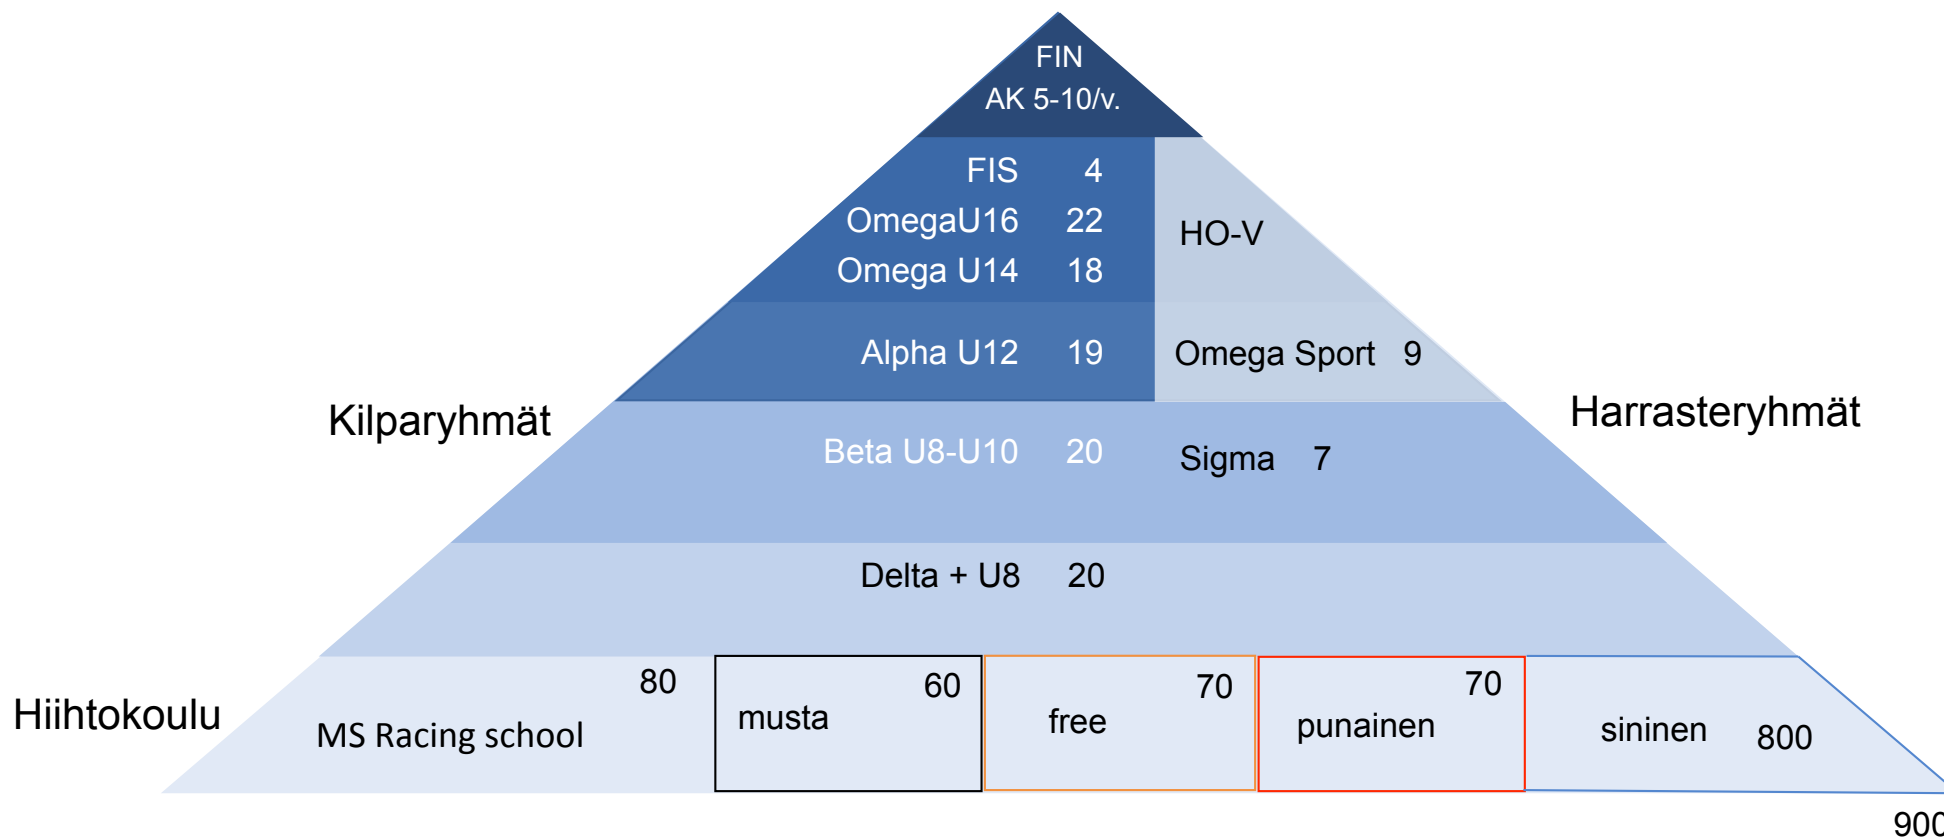 FIN
AK 5-10/v.
FIS 4
OmegaU16 22
Omega U14 18
HO-V
Alpha U12 19
Omega Sport 9
Kilparyhmät
Harrasteryhmät
Beta U8-U10 20
Sigma 7
Delta + U8 20
Hiihtokoulu
MS Racing school 80
musta 60
free 70
punainen 70
sininen 800
900